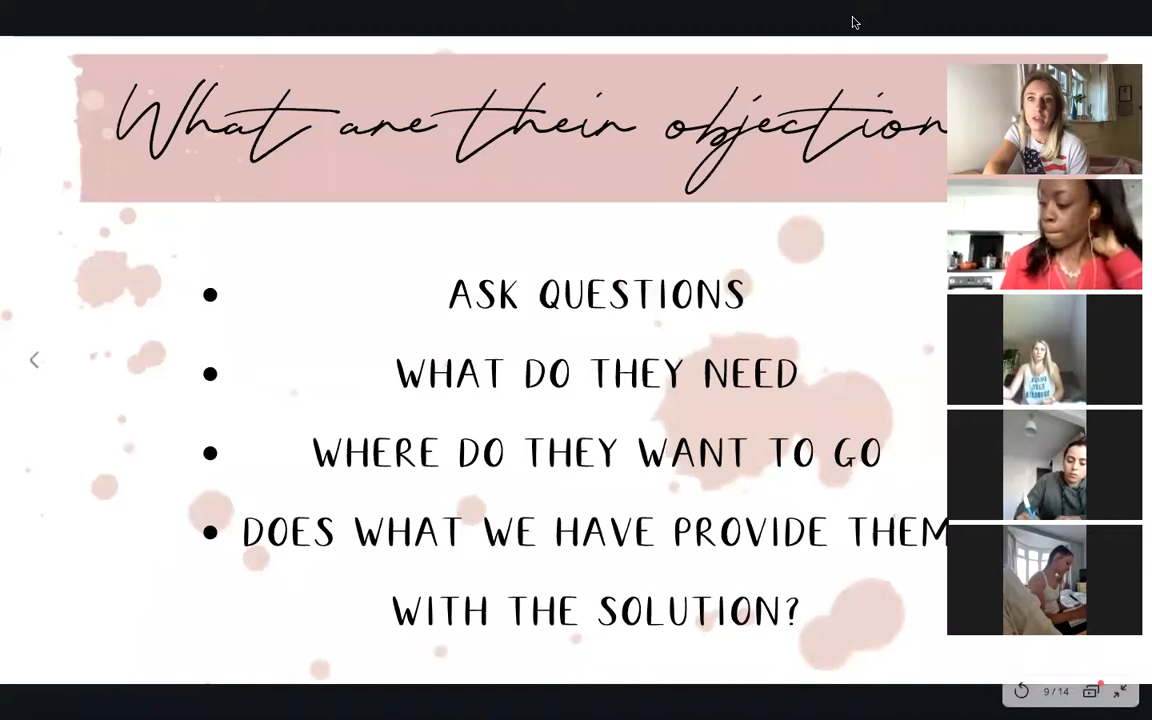 What are their objection
ASK QUESTIONS
WHAT DO THEY NEED
WHERE DO THEY WANT TO GO
DOES WHAT WE HAVE PROVIDE THEM
WITH THE SOLUTION?
9 / 14